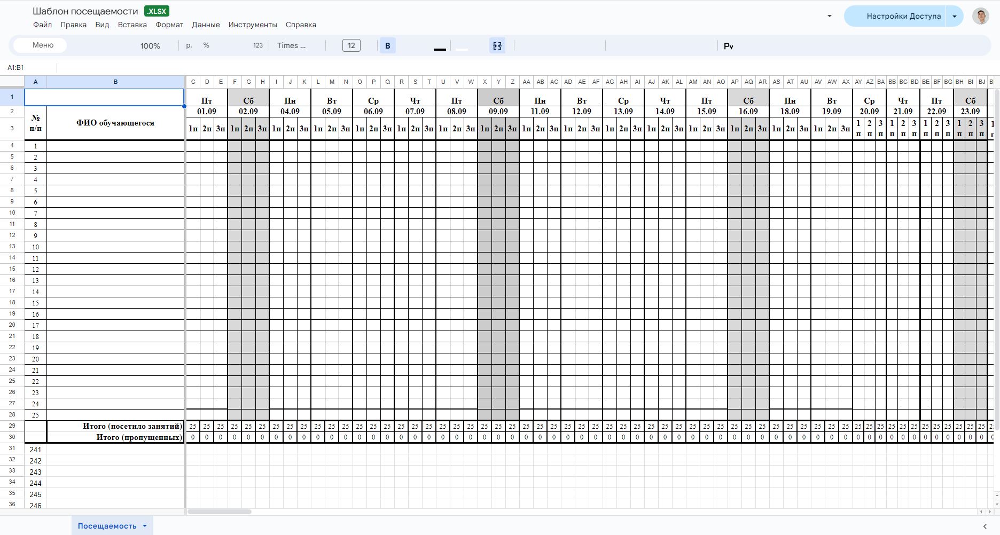 Шаблон посещаемости .XLSX
Файл Правка Вид Вставка Формат Данные Инструменты Справка
Настройки Доступа
Меню 100% р. % 123 Times ... 12 B
A1:B1
A B C D E F G H I J K L M N O P Q R S T U V W X Y Z AA AB AC AD AE AF AG AH AI AJ AK AL AM AN AO AP AQ AR AS AT AU AV AW AX AY AZ BA BB BC BD BE BF BG BH BI BJ B
1 Пт Сб Пн Вт Ср Чт Пт Сб Пн Вт Ср Чт Пт Сб Пн Вт Ср Чт Пт Сб
2 № п/п ФИО обучающегося 01.09 02.09 04.09 05.09 06.09 07.09 08.09 09.09 11.09 12.09 13.09 14.09 15.09 16.09 18.09 19.09 20.09 21.09 22.09 23.09
3 1п 2п 3п 1п 2п 3п 1п 2п 3п 1п 2п 3п 1п 2п 3п 1п 2п 3п 1п 2п 3п 1п 2п 3п 1п 2п 3п 1п 2п 3п 1п 2п 3п 1п 2п 3п 1п 2п 3п 1п 2п 3п 1п 2п 3п 1п 2п 3п 1п 2п 3п 1п 2п 3п 1п 2п 3п 1п 2п 3п
4 1
5 2
6 3
7 4
8 5
9 6
10 7
11 8
12 9
13 10
14 11
15 12
16 13
17 14
18 15
19 16
20 17
21 18
22 19
23 20
24 21
25 22
26 23
27 24
28 25
29 Итого (посетило занятий) 25 25 25 25 25 25 25 25 25 25 25 25 25 25 25 25 25 25 25 25 25 25 25 25 25 25 25 25 25 25 25 25 25 25 25 25 25 25 25 25 25 25 25 25 25 25 25 25 25 25 25 25 25 25 25 25 25 25 25 25
30 Итого (пропущенных) 0 0 0 0 0 0 0 0 0 0 0 0 0 0 0 0 0 0 0 0 0 0 0 0 0 0 0 0 0 0 0 0 0 0 0 0 0 0 0 0 0 0 0 0 0 0 0 0 0 0 0 0 0 0 0 0 0 0 0 0
31 241
32 242
33 243
34 244
35 245
36 246
Посещаемость